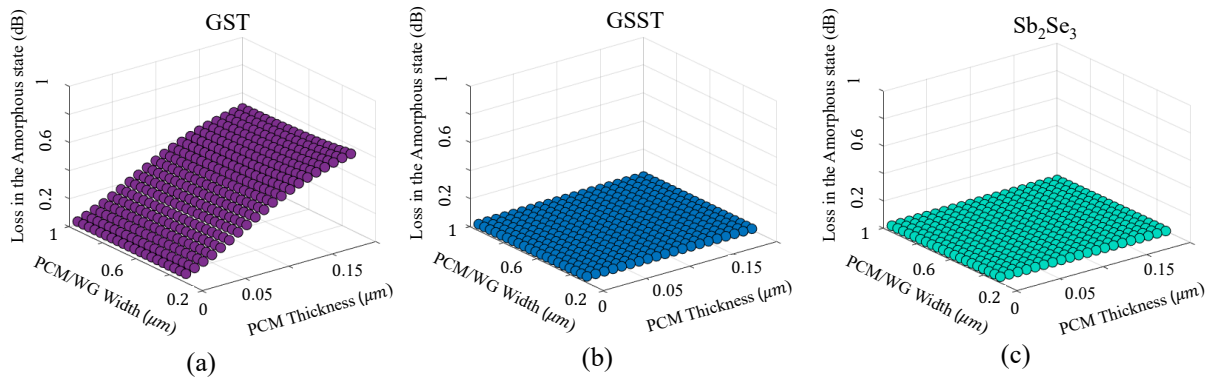 GST
Loss in the Amorphous state (dB)
1
0.6
0.2
1
0.6
0.2
PCM/WG Width (μm)
0
0.05
0.15
PCM Thickness (μm)
(a)
GSST
Loss in the Amorphous state (dB)
1
0.6
0.2
1
0.6
0.2
PCM/WG Width (μm)
0
0.05
0.15
PCM Thickness (μm)
(b)
Sb₂Se₃
Loss in the Amorphous state (dB)
1
0.6
0.2
1
0.6
0.2
PCM/WG Width (μm)
0
0.05
0.15
PCM Thickness (μm)
(c)